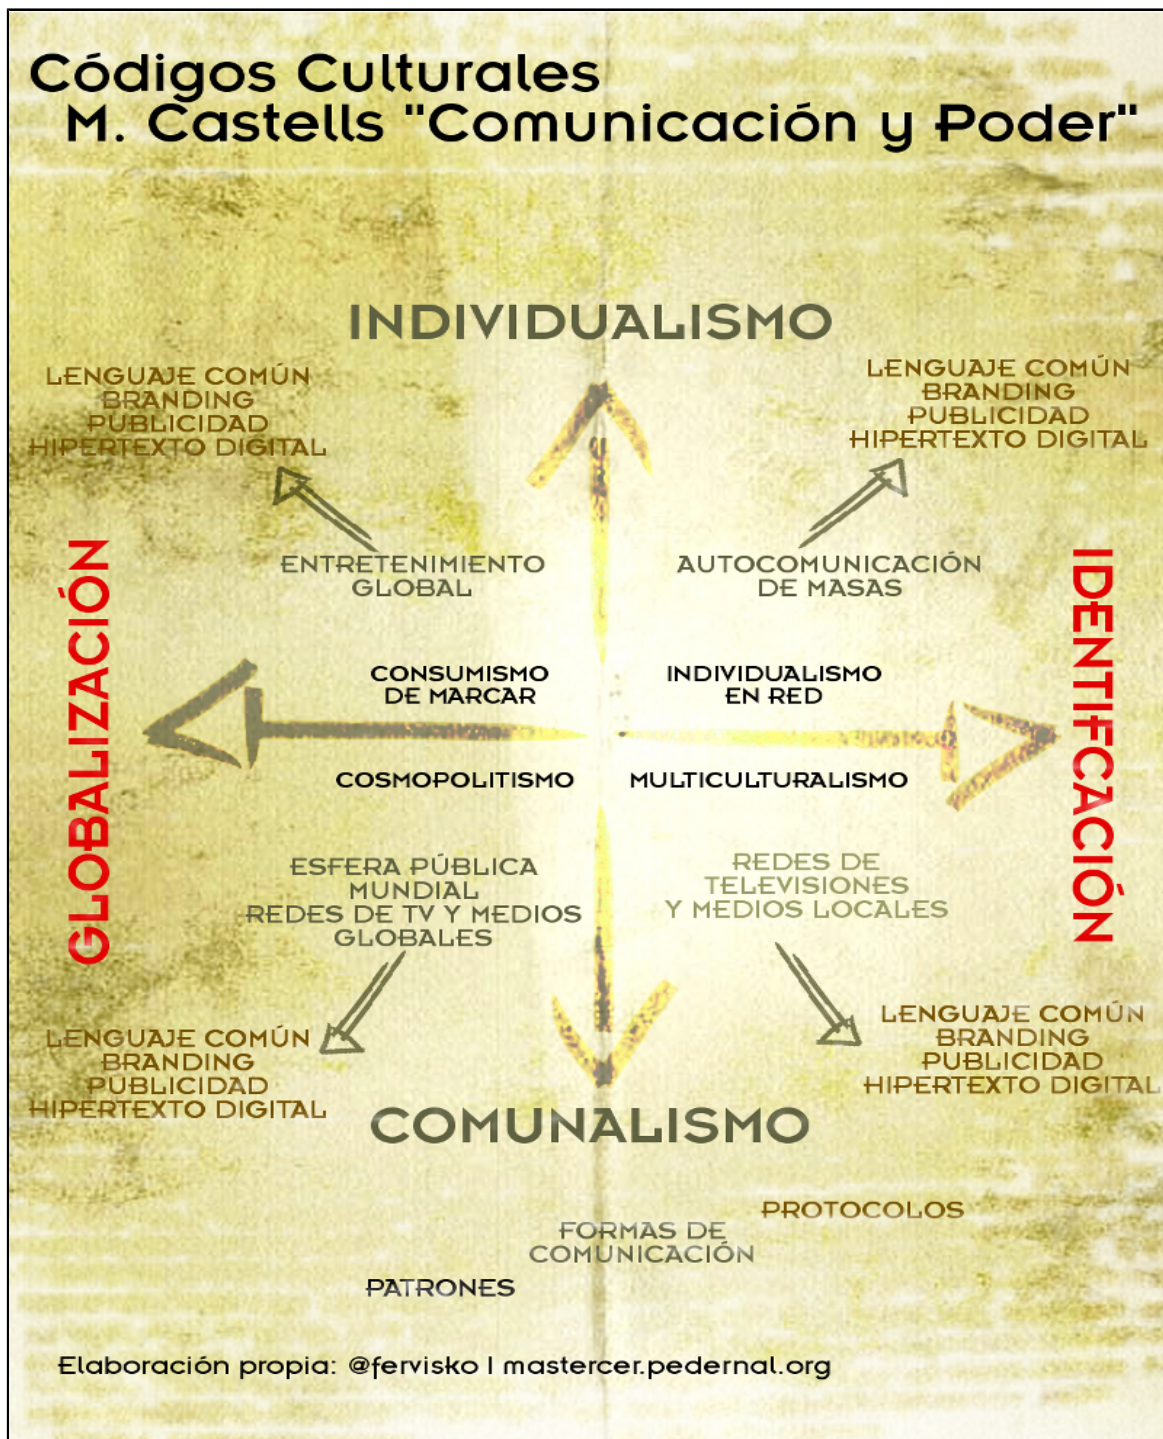 Códigos Culturales
M. Castells "Comunicación y Poder"
INDIVIDUALISMO
LENGUAJE COMÚN
BRANDING
PUBLICIDAD
HIPERTEXTO DIGITAL
LENGUAJE COMÚN
BRANDING
PUBLICIDAD
HIPERTEXTO DIGITAL
ENTRETENIMIENTO
GLOBAL
AUTOCOMUNICACIÓN
DE MASAS
GLOBALIZACIÓN
IDENTIFCACIÓN
CONSUMISMO
DE MARCAR
INDIVIDUALISMO
EN RED
COSMOPOLITISMO
MULTICULTURALISMO
ESFERA PÚBLICA
MUNDIAL
REDES DE TV Y MEDIOS
GLOBALES
REDES DE
TELEVISIONES
Y MEDIOS LOCALES
LENGUAJE COMÚN
BRANDING
PUBLICIDAD
HIPERTEXTO DIGITAL
LENGUAJE COMÚN
BRANDING
PUBLICIDAD
HIPERTEXTO DIGITAL
COMUNALISMO
PROTOCOLOS
FORMAS DE
COMUNICACIÓN
PATRONES
Elaboración propia: @fervisko | mastercer.pedernal.org